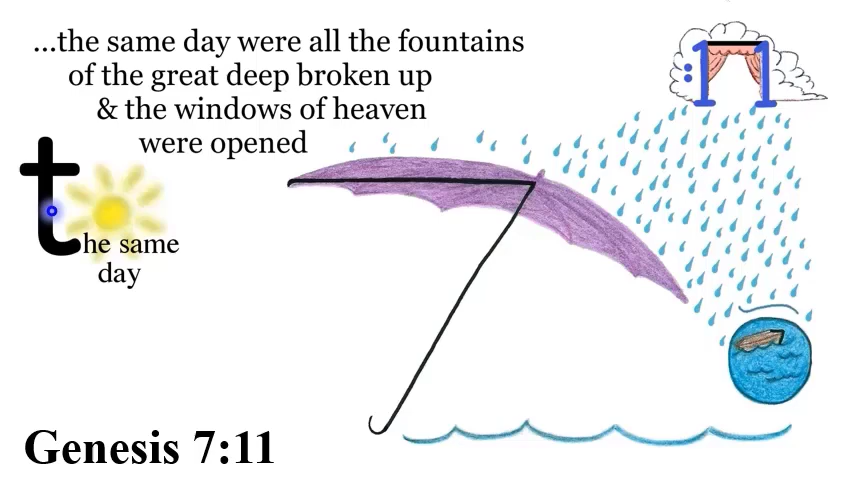 ...the same day were all the fountains
of the great deep broken up
& the windows of heaven
were opened
:11
the same
day
Genesis 7:11